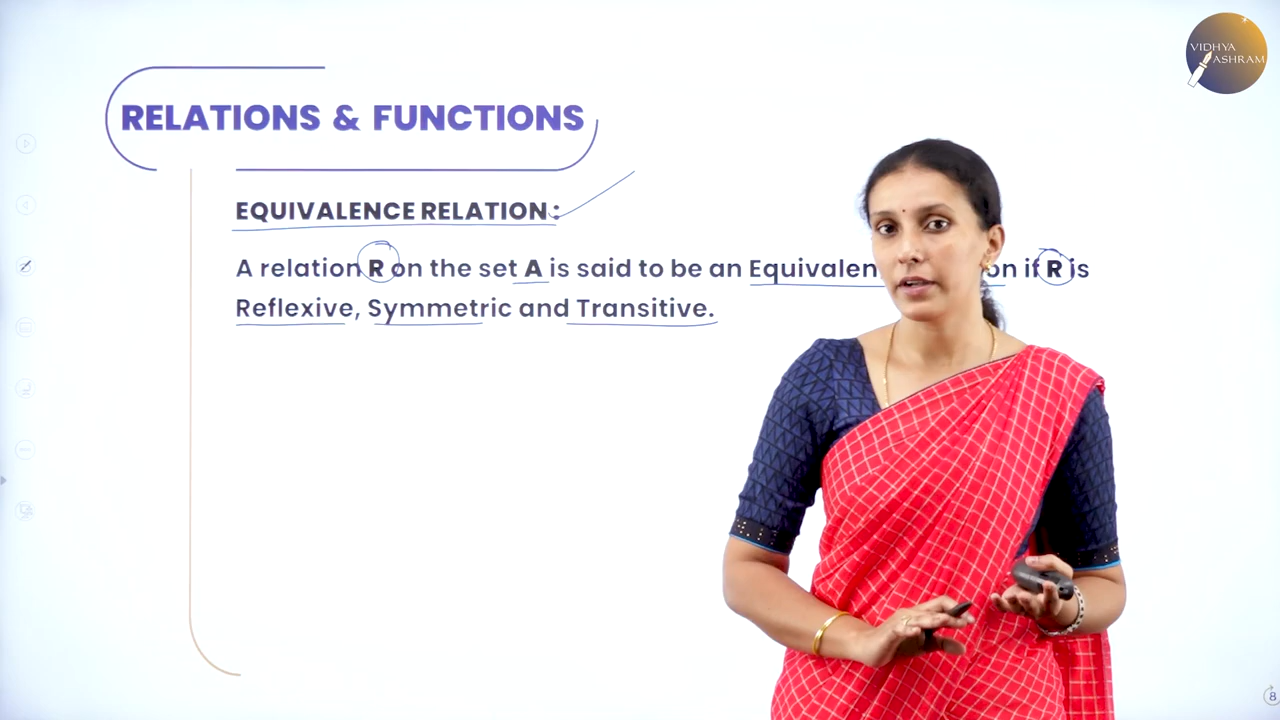 VIDHYA
ASHRAM
RELATIONS & FUNCTIONS
EQUIVALENCE RELATION :
A relation R on the set A is said to be an Equivalen on if R is
Reflexive, Symmetric and Transitive.
8